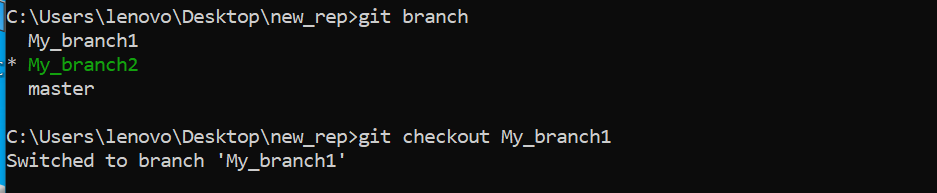 C:\Users\lenovo\Desktop\new_rep>git branch
  My_branch1
* My_branch2
  master
C:\Users\lenovo\Desktop\new_rep>git checkout My_branch1
Switched to branch 'My_branch1'